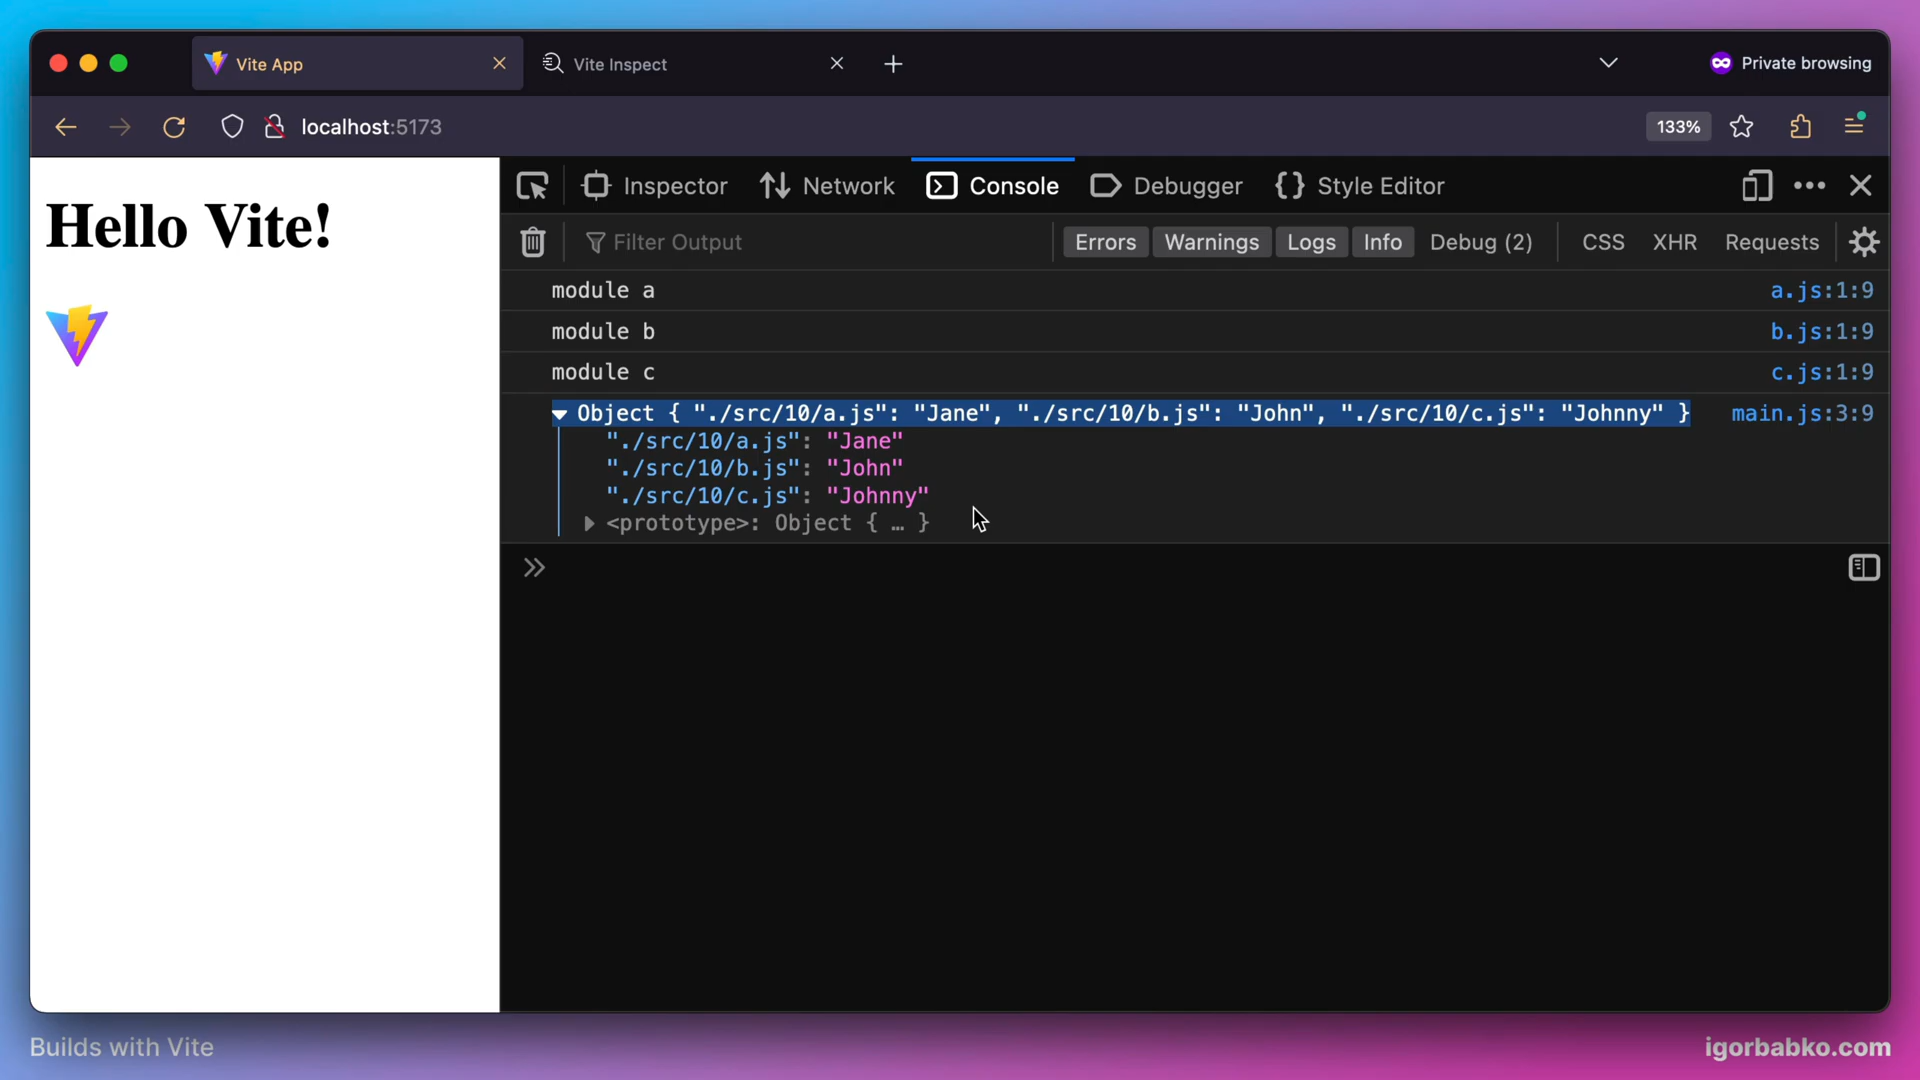 Vite App
Vite Inspect
Private browsing
localhost:5173
133%
Hello Vite!
Inspector
Network
Console
Debugger
Style Editor
Filter Output
Errors
Warnings
Logs
Info
Debug (2)
CSS
XHR
Requests
module a a.js:1:9
module b b.js:1:9
module c c.js:1:9
Object { "./src/10/a.js": "Jane", "./src/10/b.js": "John", "./src/10/c.js": "Johnny" } main.js:3:9
"./src/10/a.js": "Jane"
"./src/10/b.js": "John"
"./src/10/c.js": "Johnny"
<prototype>: Object { … }
Builds with Vite
igorbabko.com